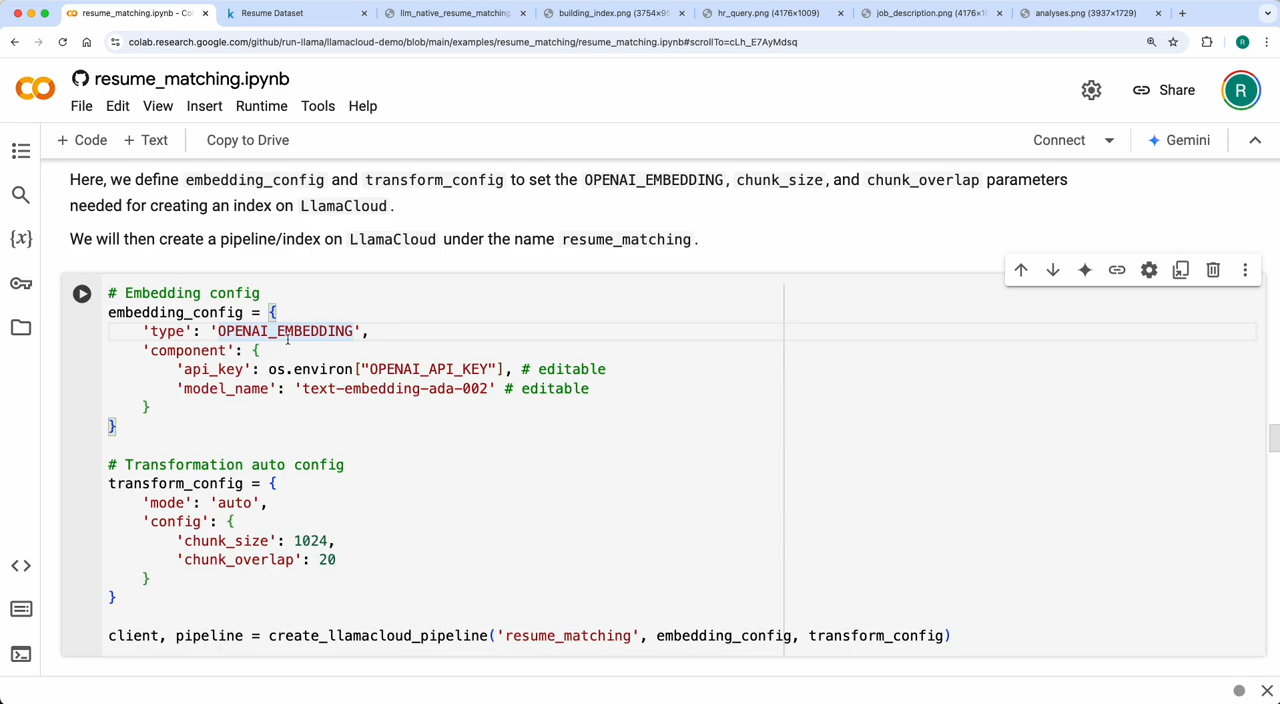 resume_matching.ipynb - Col
Resume Dataset
llm_native_resume_matching
building_index.png (3754×95
hr_query.png (4176×1009)
job_description.png (4176×10
analyses.png (3937×1729)
colab.research.google.com/github/run-llama/llamacloud-demo/blob/main/examples/resume_matching/resume_matching.ipynb#scrollTo=cLh_E7AyMdsq
R
resume_matching.ipynb
Share
R
File Edit View Insert Runtime Tools Help
+ Code + Text Copy to Drive Connect Gemini
Here, we define embedding_config and transform_config to set the OPENAI_EMBEDDING, chunk_size, and chunk_overlap parameters
needed for creating an index on LlamaCloud.
We will then create a pipeline/index on LlamaCloud under the name resume_matching.
# Embedding config
embedding_config = {
'type': 'OPENAI_EMBEDDING',
'component': {
'api_key': os.environ["OPENAI_API_KEY"], # editable
'model_name': 'text-embedding-ada-002' # editable
}
}
# Transformation auto config
transform_config = {
'mode': 'auto',
'config': {
'chunk_size': 1024,
'chunk_overlap': 20
}
}
client, pipeline = create_llamacloud_pipeline('resume_matching', embedding_config, transform_config)